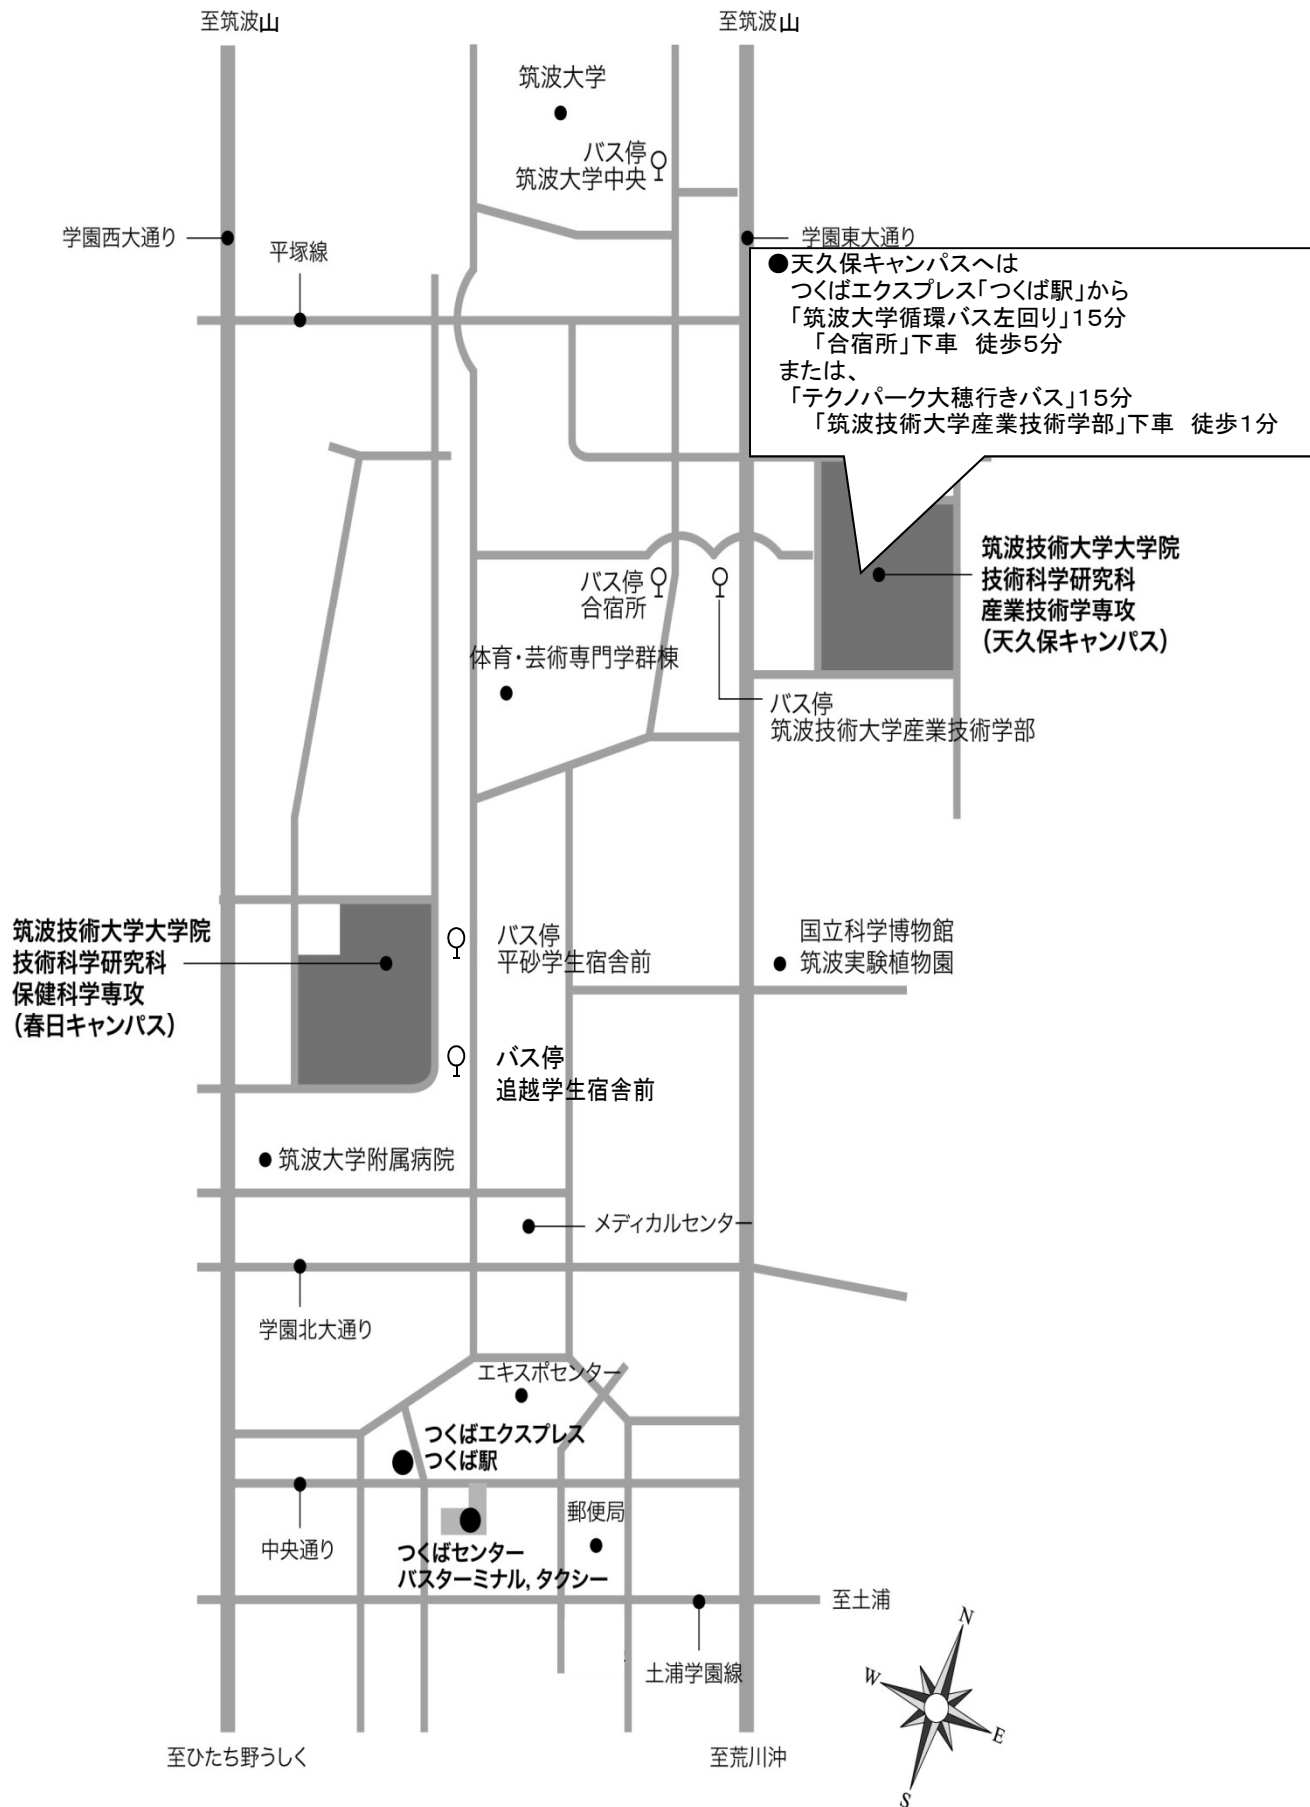 至筑波山
至筑波山
筑波大学
バス停
筑波大学中央
学園西大通り
平塚線
学園東大通り
●天久保キャンパスへは
つくばエクスプレス「つくば駅」から
「筑波大学循環バス左回り」15分
「合宿所」下車　徒歩5分
または、
「テクノパーク大穂行きバス」15分
「筑波技術大学産業技術学部」下車　徒歩1分
筑波技術大学大学院
技術科学研究科
産業技術学専攻
(天久保キャンパス)
バス停
合宿所
体育・芸術専門学群棟
バス停
筑波技術大学産業技術学部
筑波技術大学大学院
技術科学研究科
保健科学専攻
(春日キャンパス)
バス停
平砂学生宿舎前
国立科学博物館
筑波実験植物園
バス停
追越学生宿舎前
筑波大学附属病院
メディカルセンター
学園北大通り
エキスポセンター
つくばエクスプレス
つくば駅
郵便局
中央通り
つくばセンター
バスターミナル, タクシー
至土浦
土浦学園線
N
W
E
S
至ひたち野うしく
至荒川沖